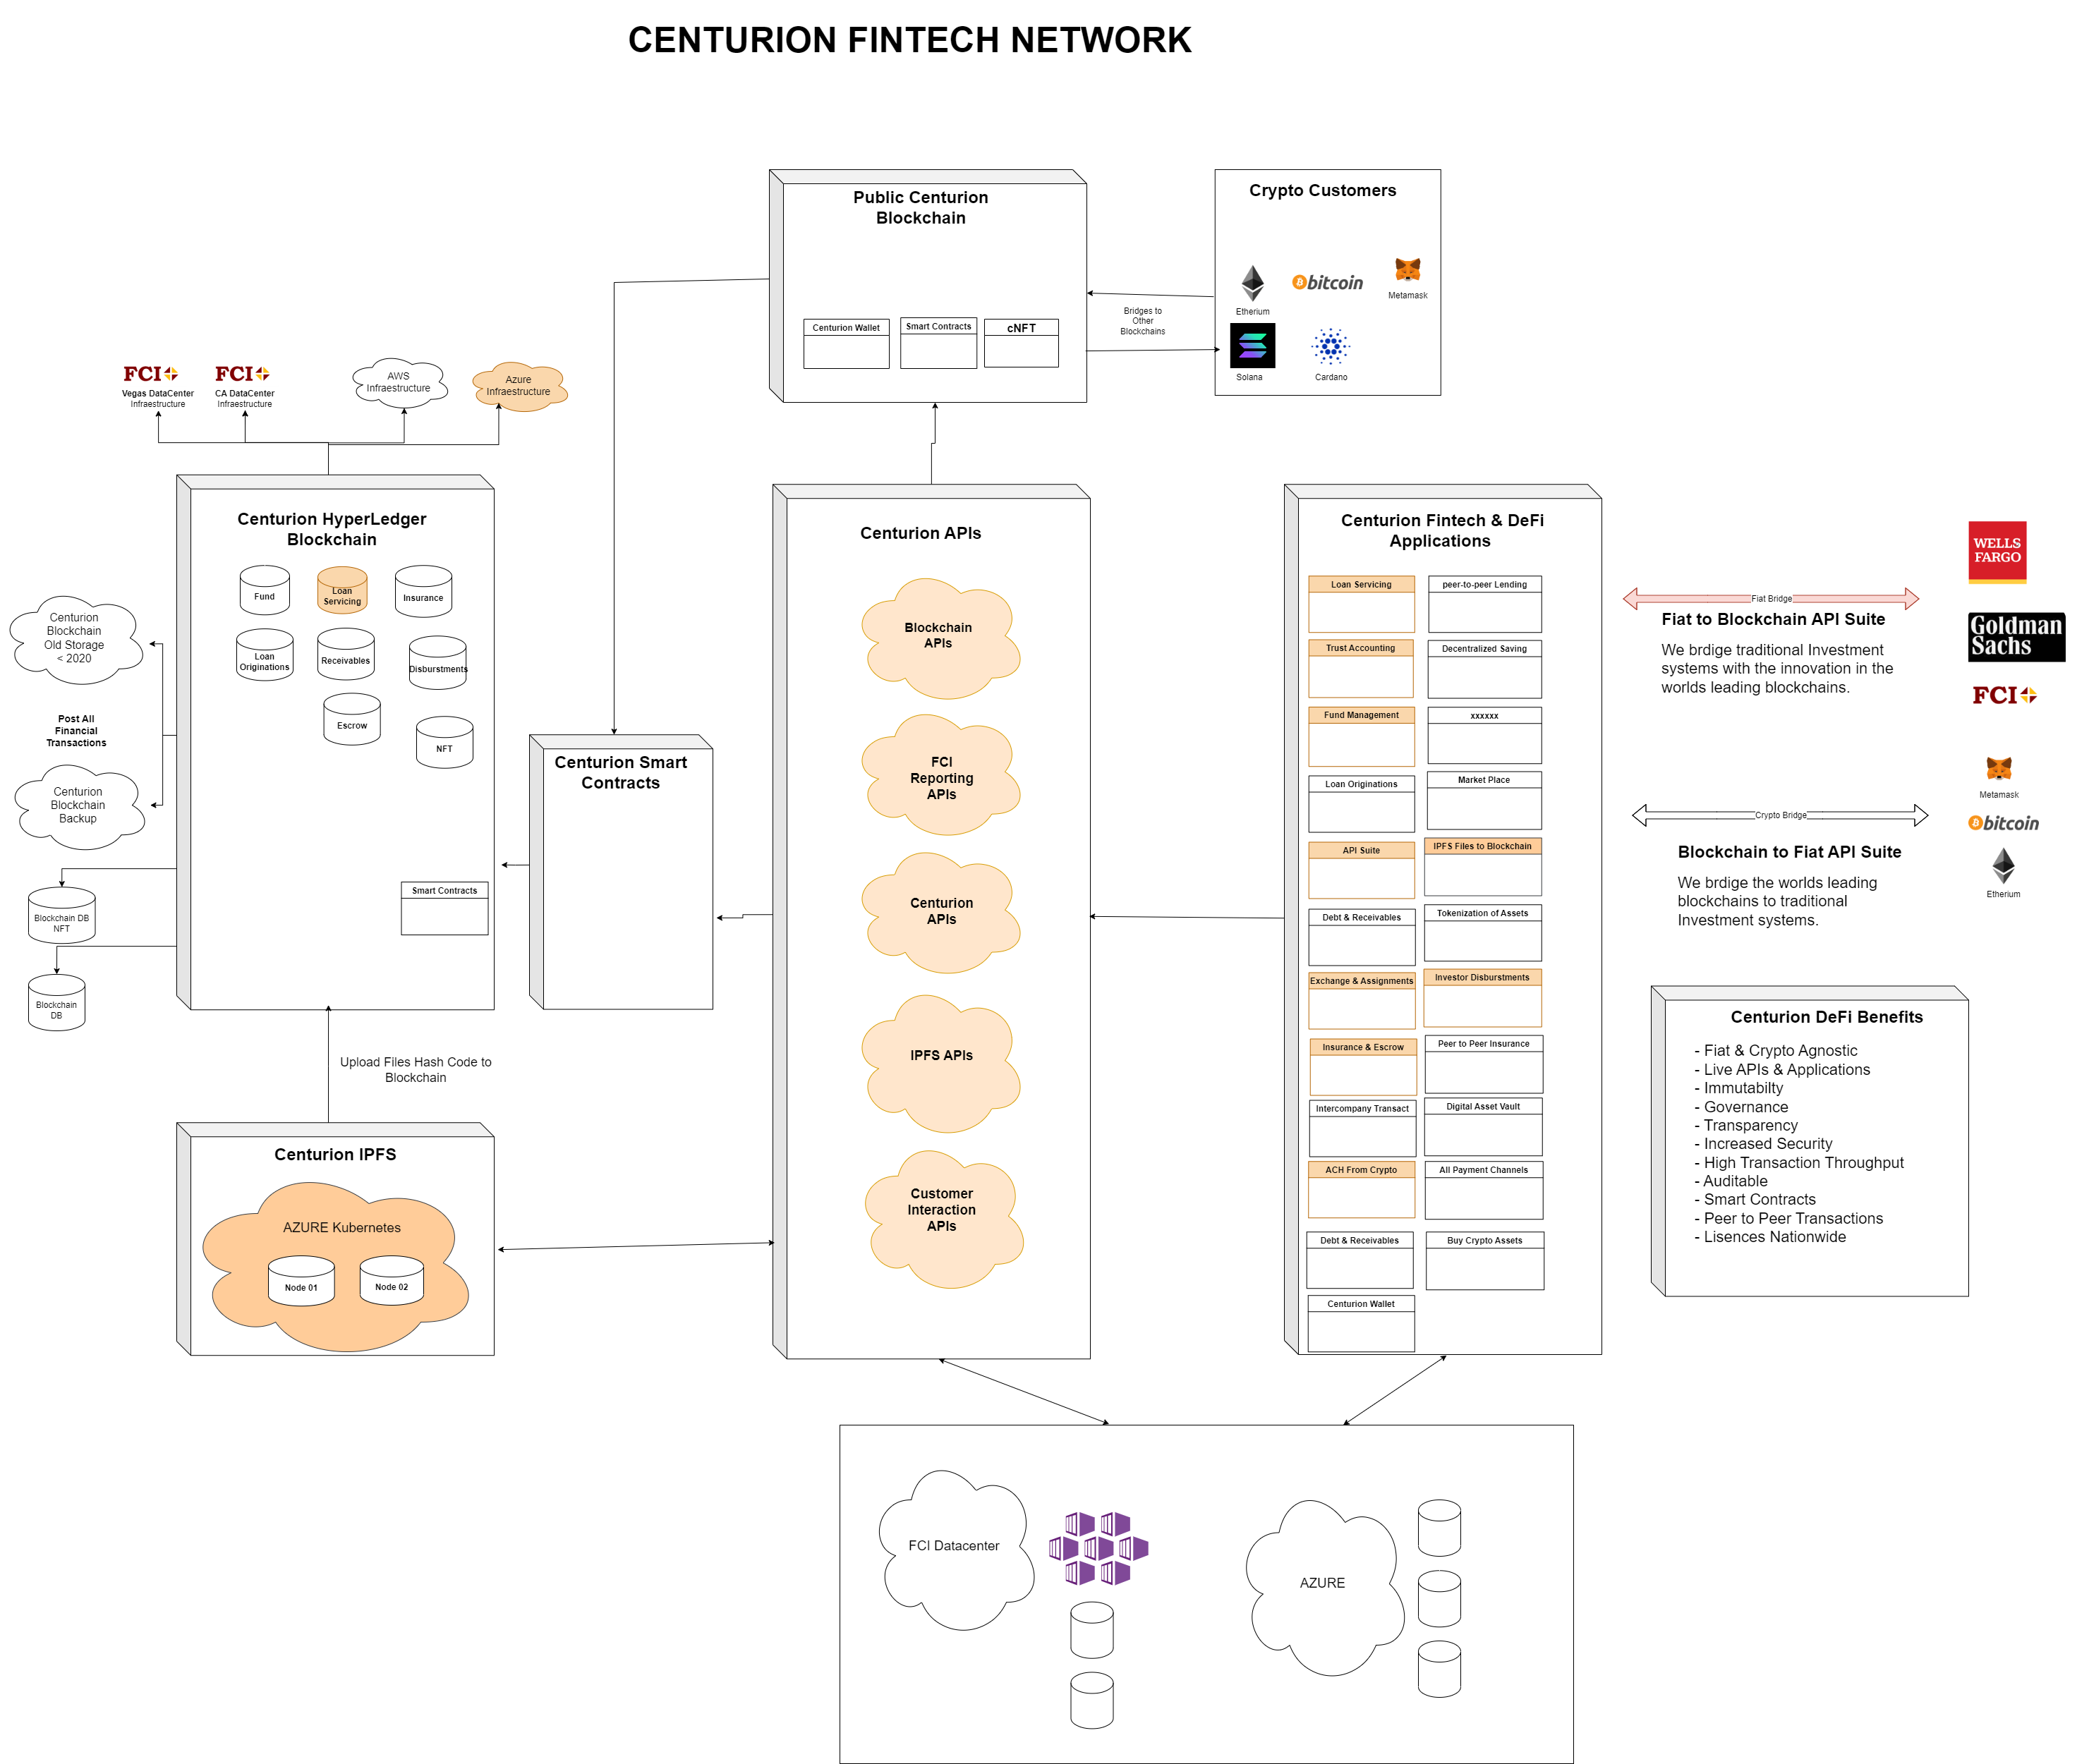 CENTURION FINTECH NETWORK
Public Centurion
Blockchain
Centurion Wallet
Smart Contracts
cNFT
Crypto Customers
Etherium
bitcoin
Metamask
Solana
Cardano
Bridges to
Other
Blockchains
FCI
Vegas DataCenter
Infraestructure
FCI
CA DataCenter
Infraestructure
AWS
Infraestructure
Azure
Infraestructure
Centurion HyperLedger
Blockchain
Fund
Loan
Servicing
Insurance
Loan
Originations
Receivables
Disburstments
Escrow
NFT
Smart Contracts
Centurion
Blockchain
Old Storage
< 2020
Post All
Financial
Transactions
Centurion
Blockchain
Backup
Blockchain DB
NFT
Blockchain
DB
Upload Files Hash Code to
Blockchain
Centurion IPFS
AZURE Kubernetes
Node 01
Node 02
Centurion Smart
Contracts
Centurion APIs
Blockchain
APIs
FCI
Reporting
APIs
Centurion
APIs
IPFS APIs
Customer
Interaction
APIs
Centurion Fintech & DeFi
Applications
Loan Servicing
peer-to-peer Lending
Trust Accounting
Decentralized Saving
Fund Management
xxxxxx
Loan Originations
Market Place
API Suite
IPFS Files to Blockchain
Debt & Receivables
Tokenization of Assets
Exchange & Assignments
Investor Disburstments
Insurance & Escrow
Peer to Peer Insurance
Intercompany Transact
Digital Asset Vault
ACH From Crypto
All Payment Channels
Debt & Receivables
Buy Crypto Assets
Centurion Wallet
Fiat Bridge
Fiat to Blockchain API Suite
We brdige traditional Investment
systems with the innovation in the
worlds leading blockchains.
WELLS
FARGO
Goldman
Sachs
FCI
Metamask
bitcoin
Etherium
Crypto Bridge
Blockchain to Fiat API Suite
We brdige the worlds leading
blockchains to traditional
Investment systems.
Centurion DeFi Benefits
- Fiat & Crypto Agnostic
- Live APIs & Applications
- Immutabilty
- Governance
- Transparency
- Increased Security
- High Transaction Throughput
- Auditable
- Smart Contracts
- Peer to Peer Transactions
- Lisences Nationwide
FCI Datacenter
AZURE